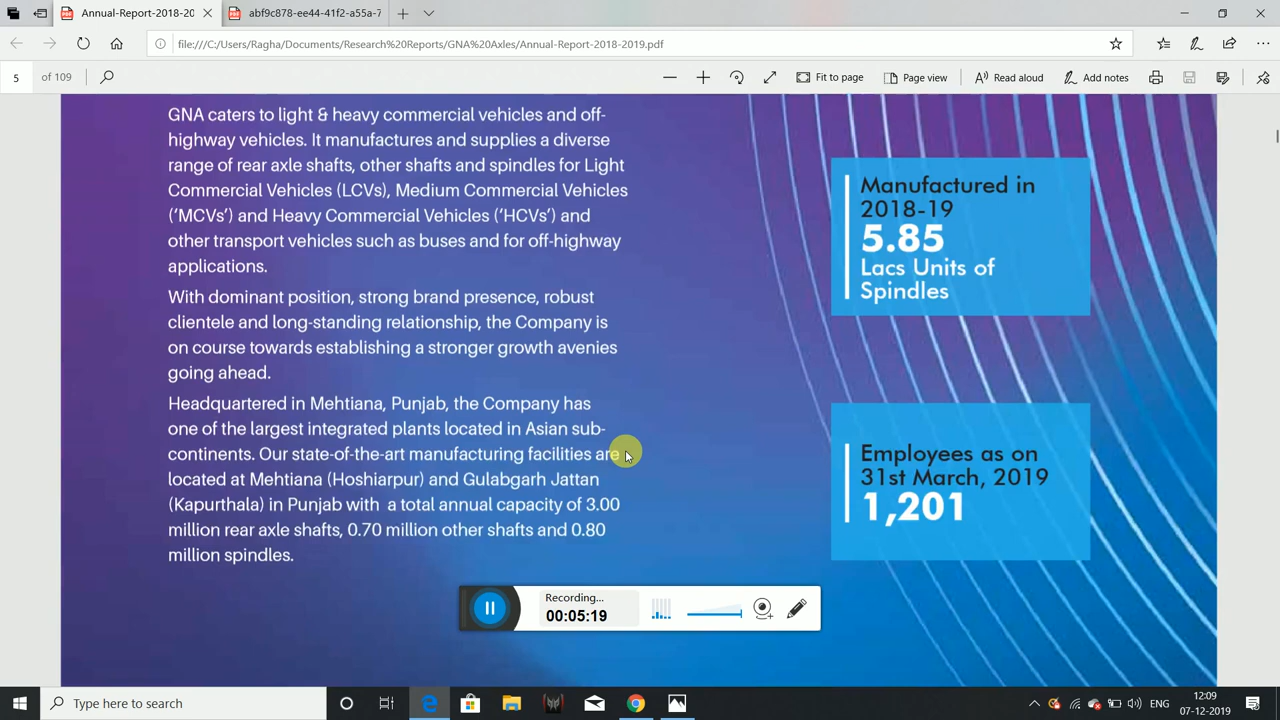 Annual-Report-2018-20
abf9c878-ee44-41f2-a55a-7
file:///C:/Users/Ragha/Documents/Research%20Reports/GNA%20Axles/Annual-Report-2018-2019.pdf
5 of 109
Fit to page
Page view
Read aloud
Add notes
GNA caters to light & heavy commercial vehicles and off-
highway vehicles. It manufactures and supplies a diverse
range of rear axle shafts, other shafts and spindles for Light
Commercial Vehicles (LCVs), Medium Commercial Vehicles
(‘MCVs’) and Heavy Commercial Vehicles (‘HCVs’) and
other transport vehicles such as buses and for off-highway
applications.
With dominant position, strong brand presence, robust
clientele and long-standing relationship, the Company is
on course towards establishing a stronger growth avenies
going ahead.
Headquartered in Mehtiana, Punjab, the Company has
one of the largest integrated plants located in Asian sub-
continents. Our state-of-the-art manufacturing facilities are
located at Mehtiana (Hoshiarpur) and Gulabgarh Jattan
(Kapurthala) in Punjab with a total annual capacity of 3.00
million rear axle shafts, 0.70 million other shafts and 0.80
million spindles.
Manufactured in
2018-19
5.85
Lacs Units of
Spindles
Employees as on
31st March, 2019
1,201
Recording...
00:05:19
Type here to search
ENG
12:09
07-12-2019